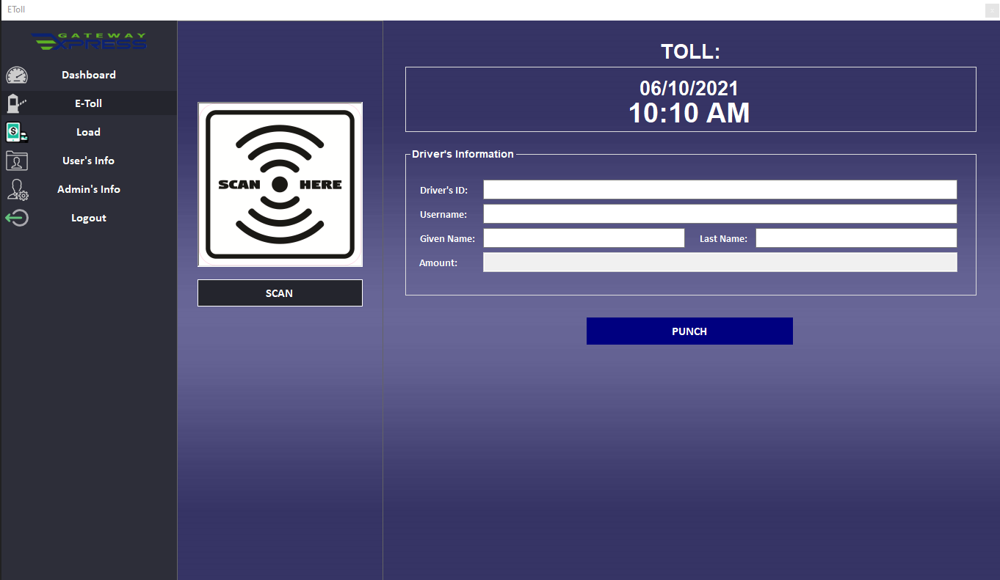 EToll
GATEWAY
EXPRESS
Dashboard
E-Toll
Load
User's Info
Admin's Info
Logout
SCAN HERE
SCAN
TOLL:
06/10/2021
10:10 AM
Driver's Information
Driver's ID:
Username:
Given Name:
Last Name:
Amount:
PUNCH